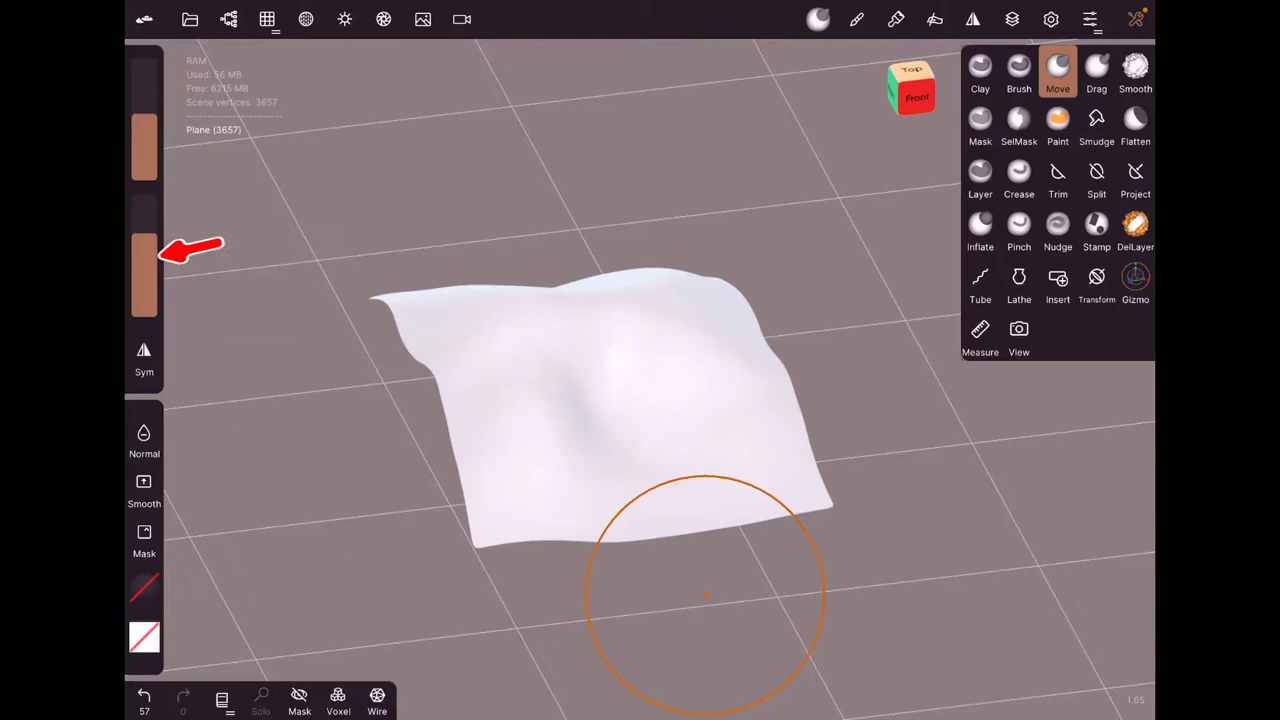 RAM
Used: 56 MB
Free: 6215 MB
Scene vertices: 3657
Plane (3657)
Top
Front
Clay Brush Move Drag Smooth
Mask SelMask Paint Smudge Flatten
Layer Crease Trim Split Project
Inflate Pinch Nudge Stamp DelLayer
Tube Lathe Insert Transform Gizmo
Measure View
Sym
Normal
Smooth
Mask
57 0 Solo Mask Voxel Wire
1.65